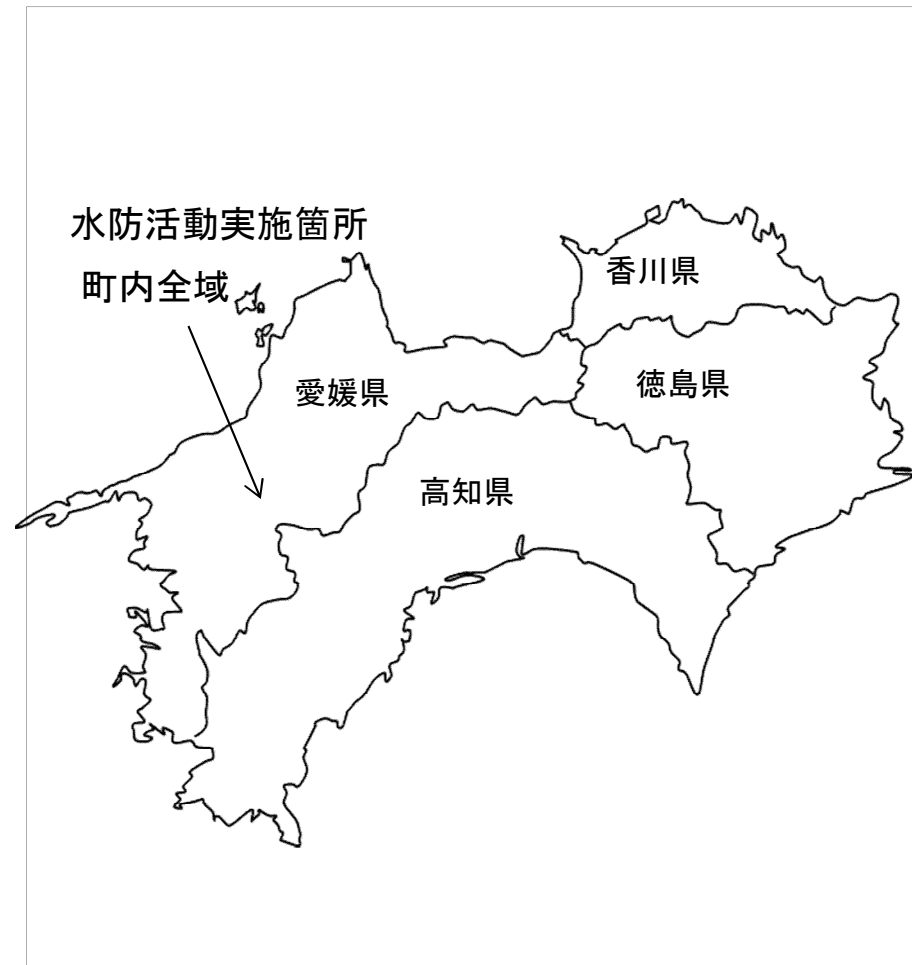 水防活動実施箇所
町内全域
香川県
愛媛県
徳島県
高知県